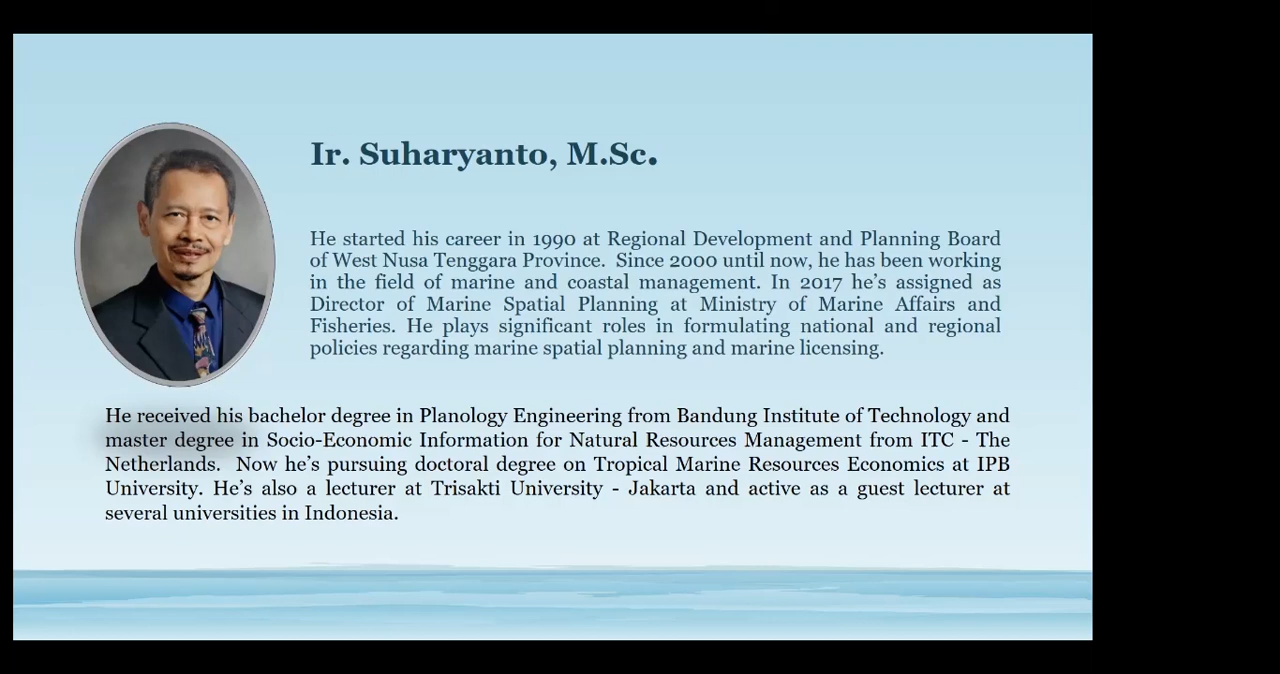 Ir. Suharyanto, M.Sc.
He started his career in 1990 at Regional Development and Planning Board
of West Nusa Tenggara Province.  Since 2000 until now, he has been working
in the field of marine and coastal management. In 2017 he's assigned as
Director of Marine Spatial Planning at Ministry of Marine Affairs and
Fisheries. He plays significant roles in formulating national and regional
policies regarding marine spatial planning and marine licensing.
He received his bachelor degree in Planology Engineering from Bandung Institute of Technology and
master degree in Socio-Economic Information for Natural Resources Management from ITC - The
Netherlands.  Now he's pursuing doctoral degree on Tropical Marine Resources Economics at IPB
University. He's also a lecturer at Trisakti University - Jakarta and active as a guest lecturer at
several universities in Indonesia.